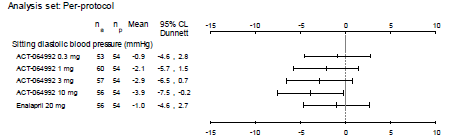 Analysis set: Per-protocol
n a n p Mean 95% CL Dunnett
-15 -10 -5 0 5 10
Sitting diastolic blood pressure (mmHg)
ACT-064992 0.3 mg 53 54 -0.9 -4.6 , 2.8
ACT-064992 1 mg 60 54 -2.1 -5.7 , 1.5
ACT-064992 3 mg 57 54 -2.9 -6.5 , 0.7
ACT-064992 10 mg 56 54 -3.9 -7.5 , -0.2
Enalapril 20 mg 56 54 -1.0 -4.6 , 2.7
-15 -10 -5 0 5 10